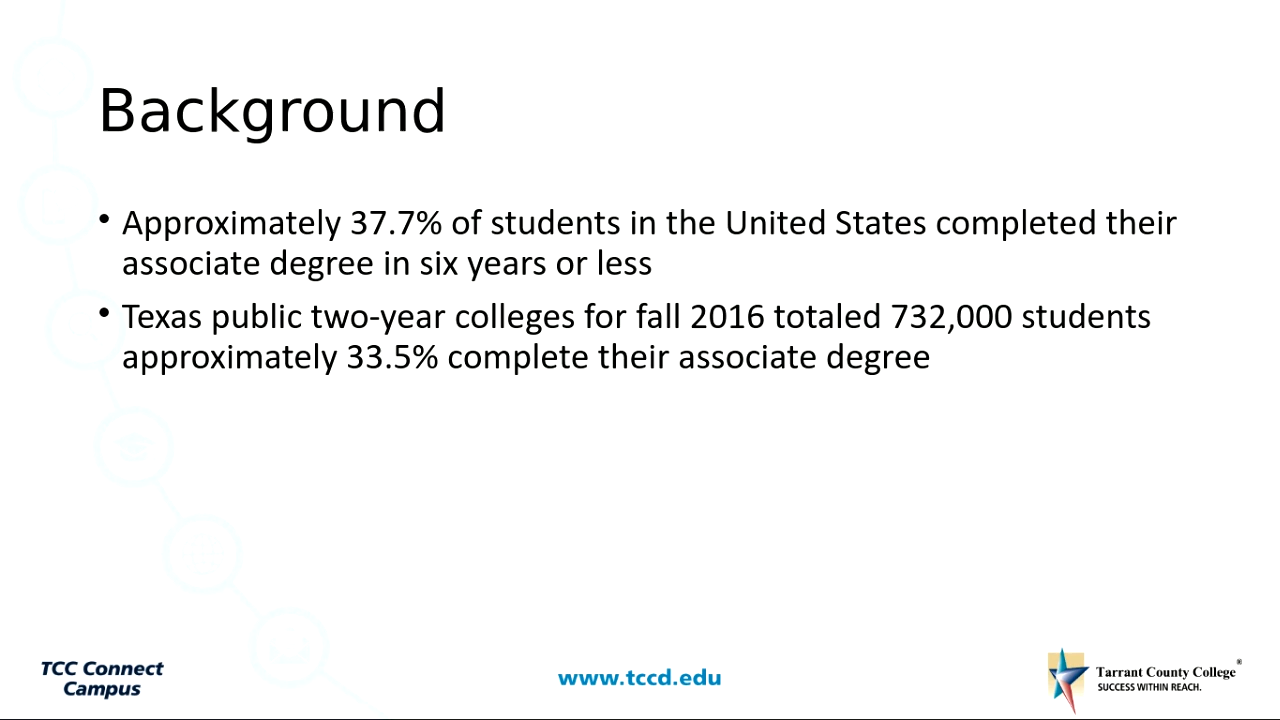 Background
• Approximately 37.7% of students in the United States completed their
associate degree in six years or less
• Texas public two-year colleges for fall 2016 totaled 732,000 students
approximately 33.5% complete their associate degree
TCC Connect
Campus
www.tccd.edu
Tarrant County College®
SUCCESS WITHIN REACH.